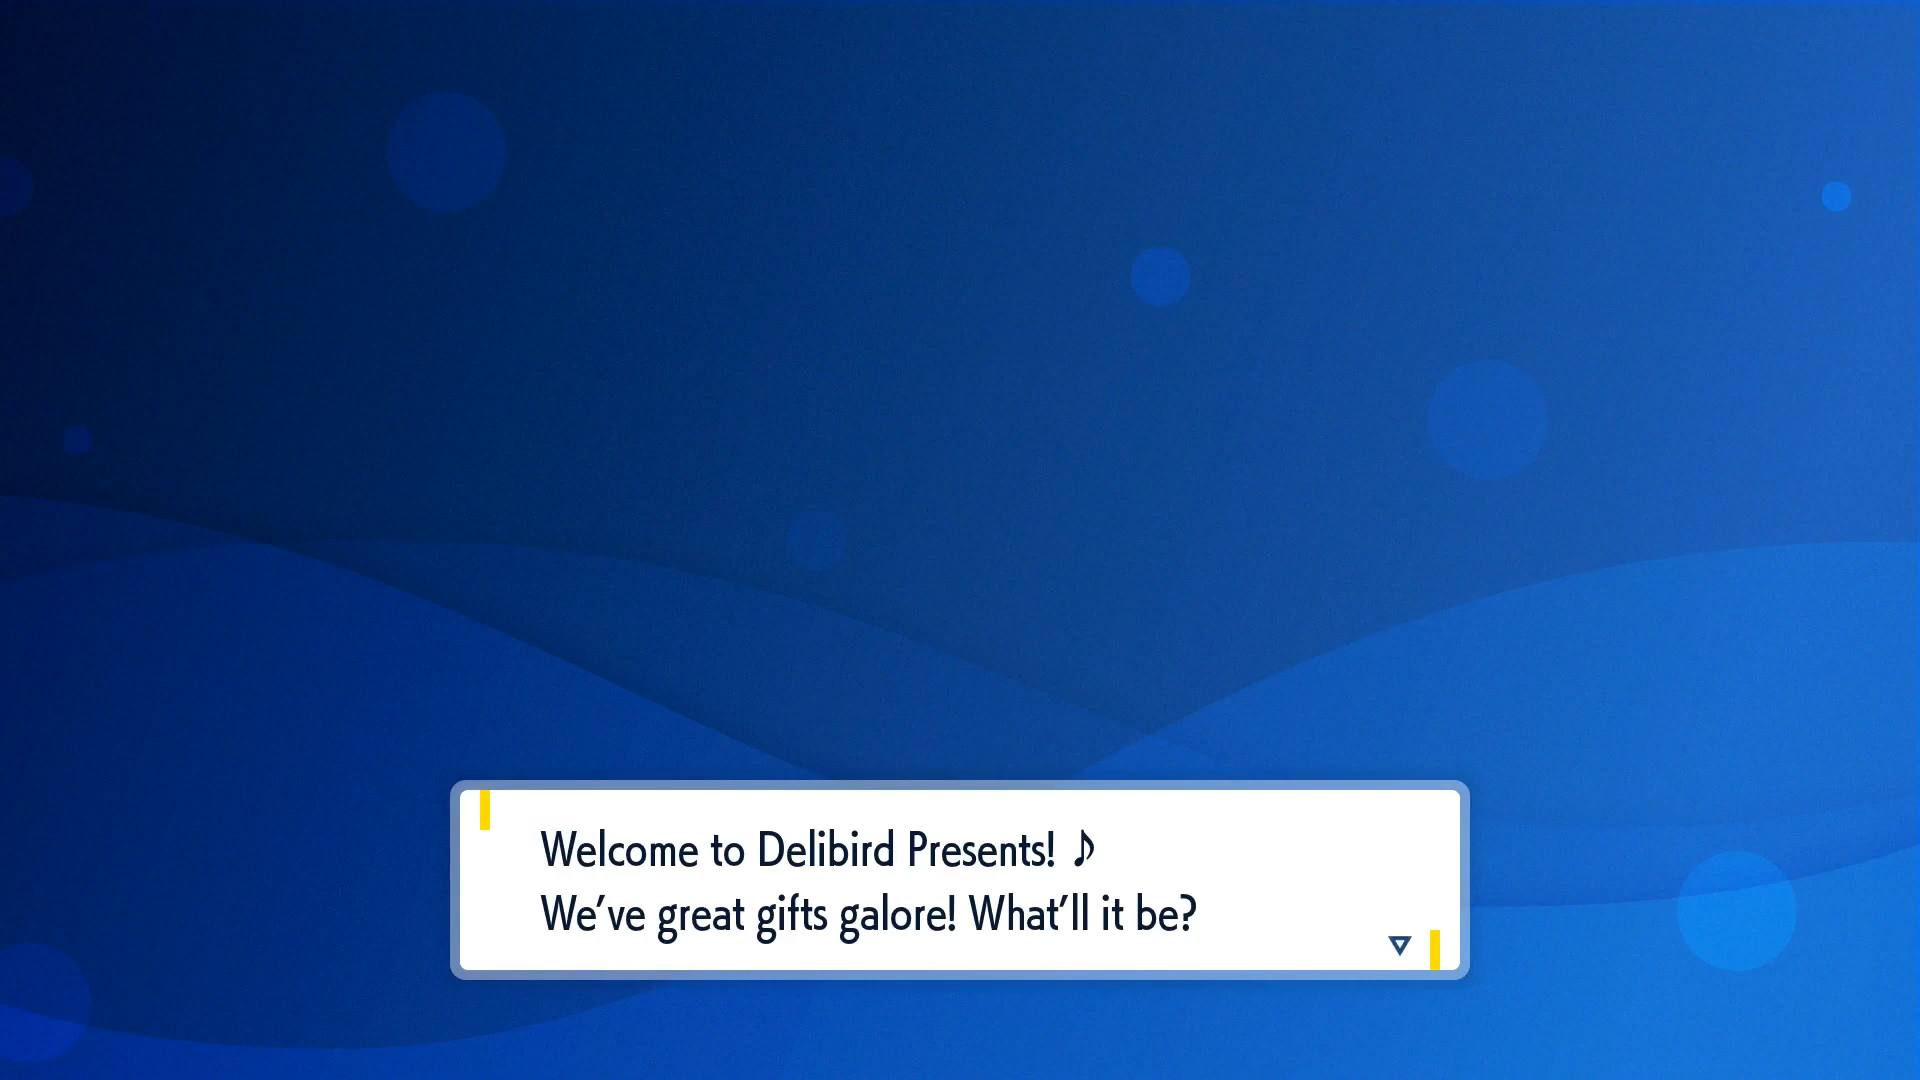 Welcome to Delibird Presents! ♪
We’ve great gifts galore! What’ll it be?